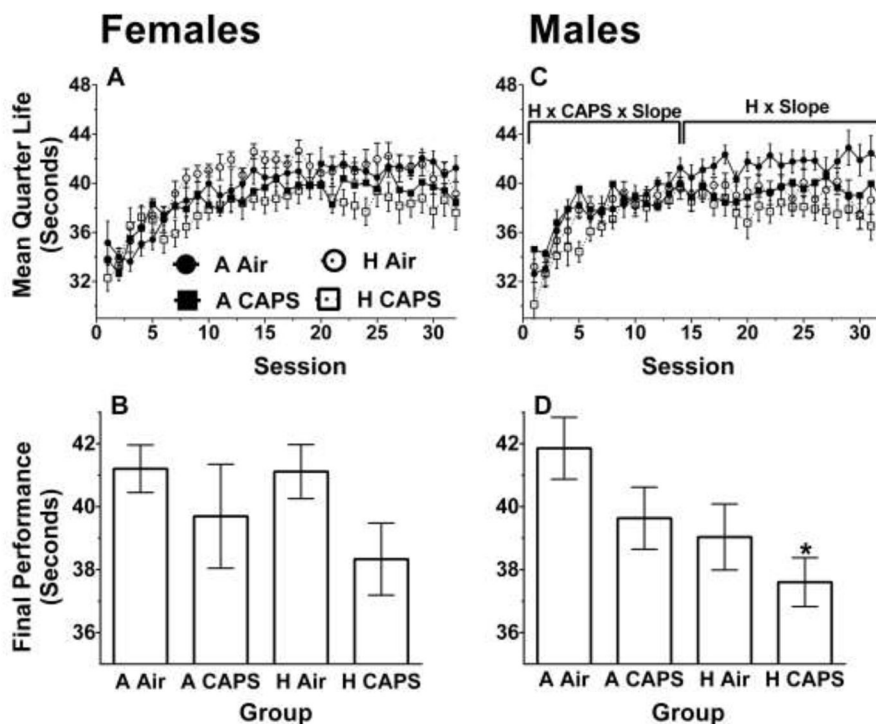 Females
Males
A
Mean Quarter Life
(Seconds)
48
44
40
36
32
A Air
H Air
A CAPS
H CAPS
0
5
10
15
20
25
30
Session
C
48
44
40
36
32
H x CAPS x Slope
H x Slope
0
5
10
15
20
25
30
Session
B
Final Performance
(Seconds)
42
40
38
36
A Air
A CAPS
H Air
H CAPS
Group
D
42
40
38
36
*
A Air
A CAPS
H Air
H CAPS
Group